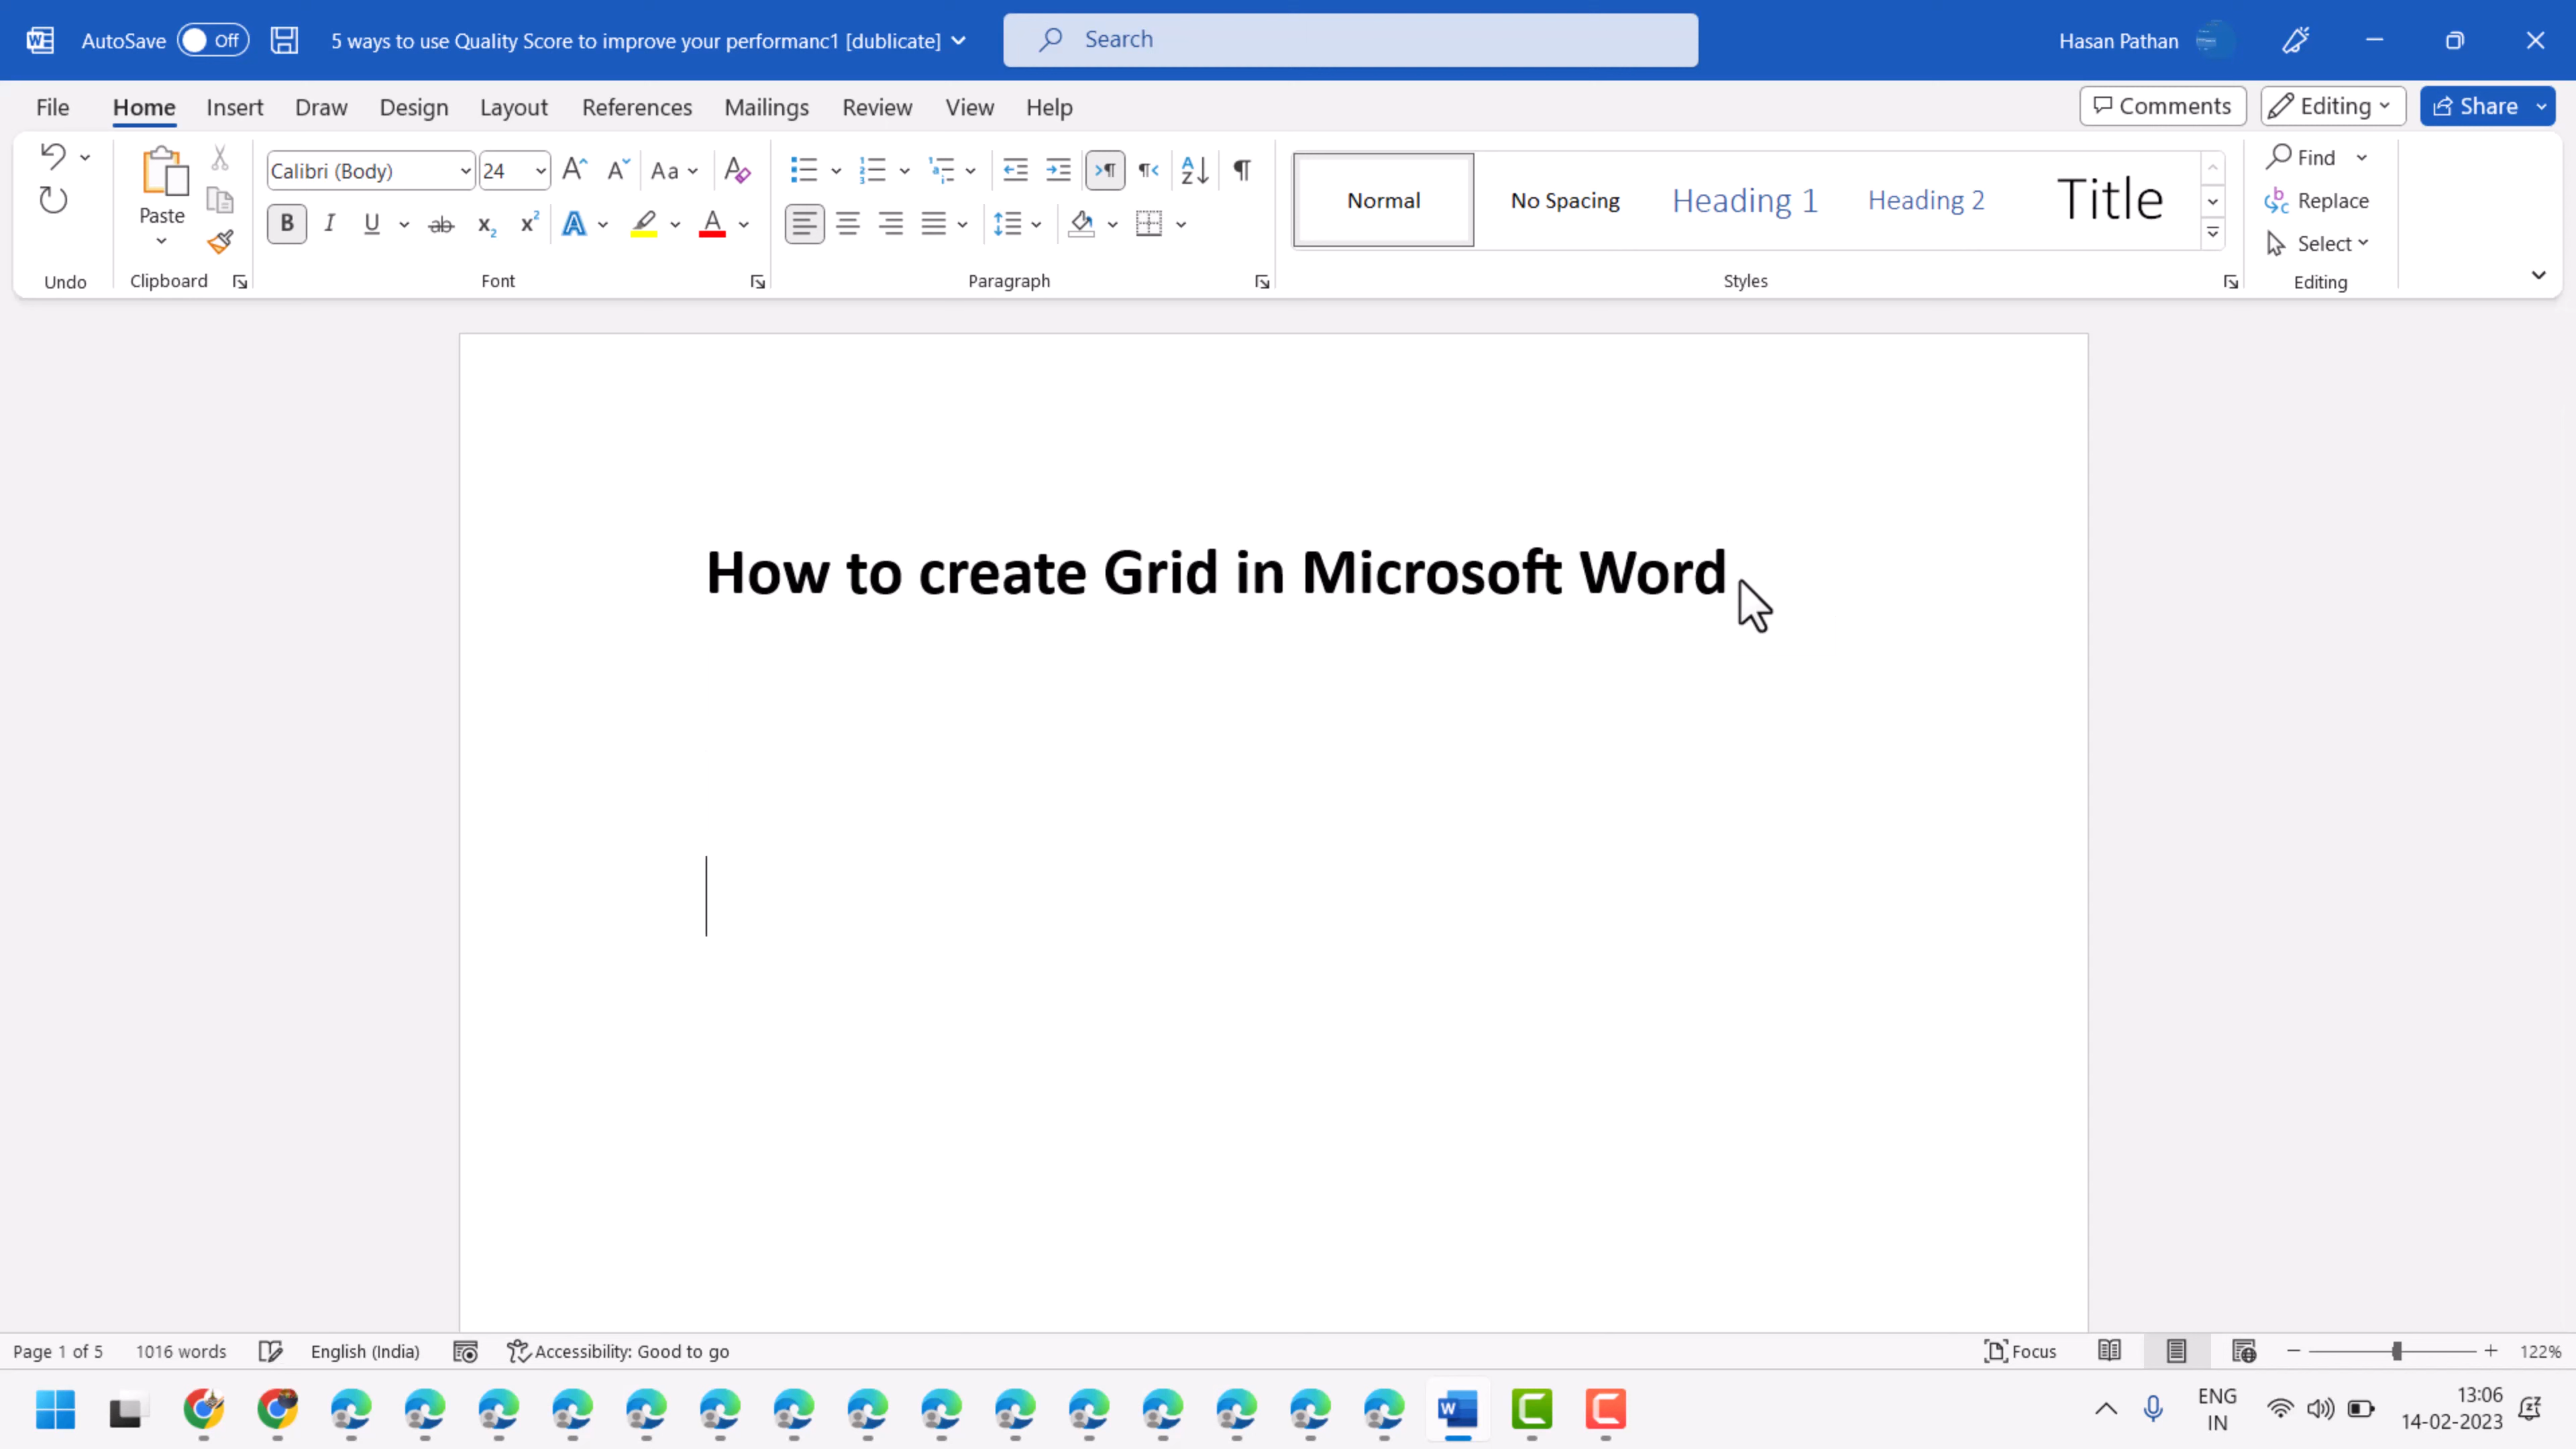 AutoSave Off 5 ways to use Quality Score to improve your performanc1 [dublicate] Search Hasan Pathan
File Home Insert Draw Design Layout References Mailings Review View Help Comments Editing Share
Paste
Undo Clipboard
Calibri (Body) 24 Aa
B I U ab x₂ x² A A
Font
Paragraph
Normal No Spacing Heading 1 Heading 2 Title
Styles
Find
Replace
Select
Editing
How to create Grid in Microsoft Word
Page 1 of 5 1016 words English (India) Accessibility: Good to go Focus 122%
ENG
IN
13:06
14-02-2023